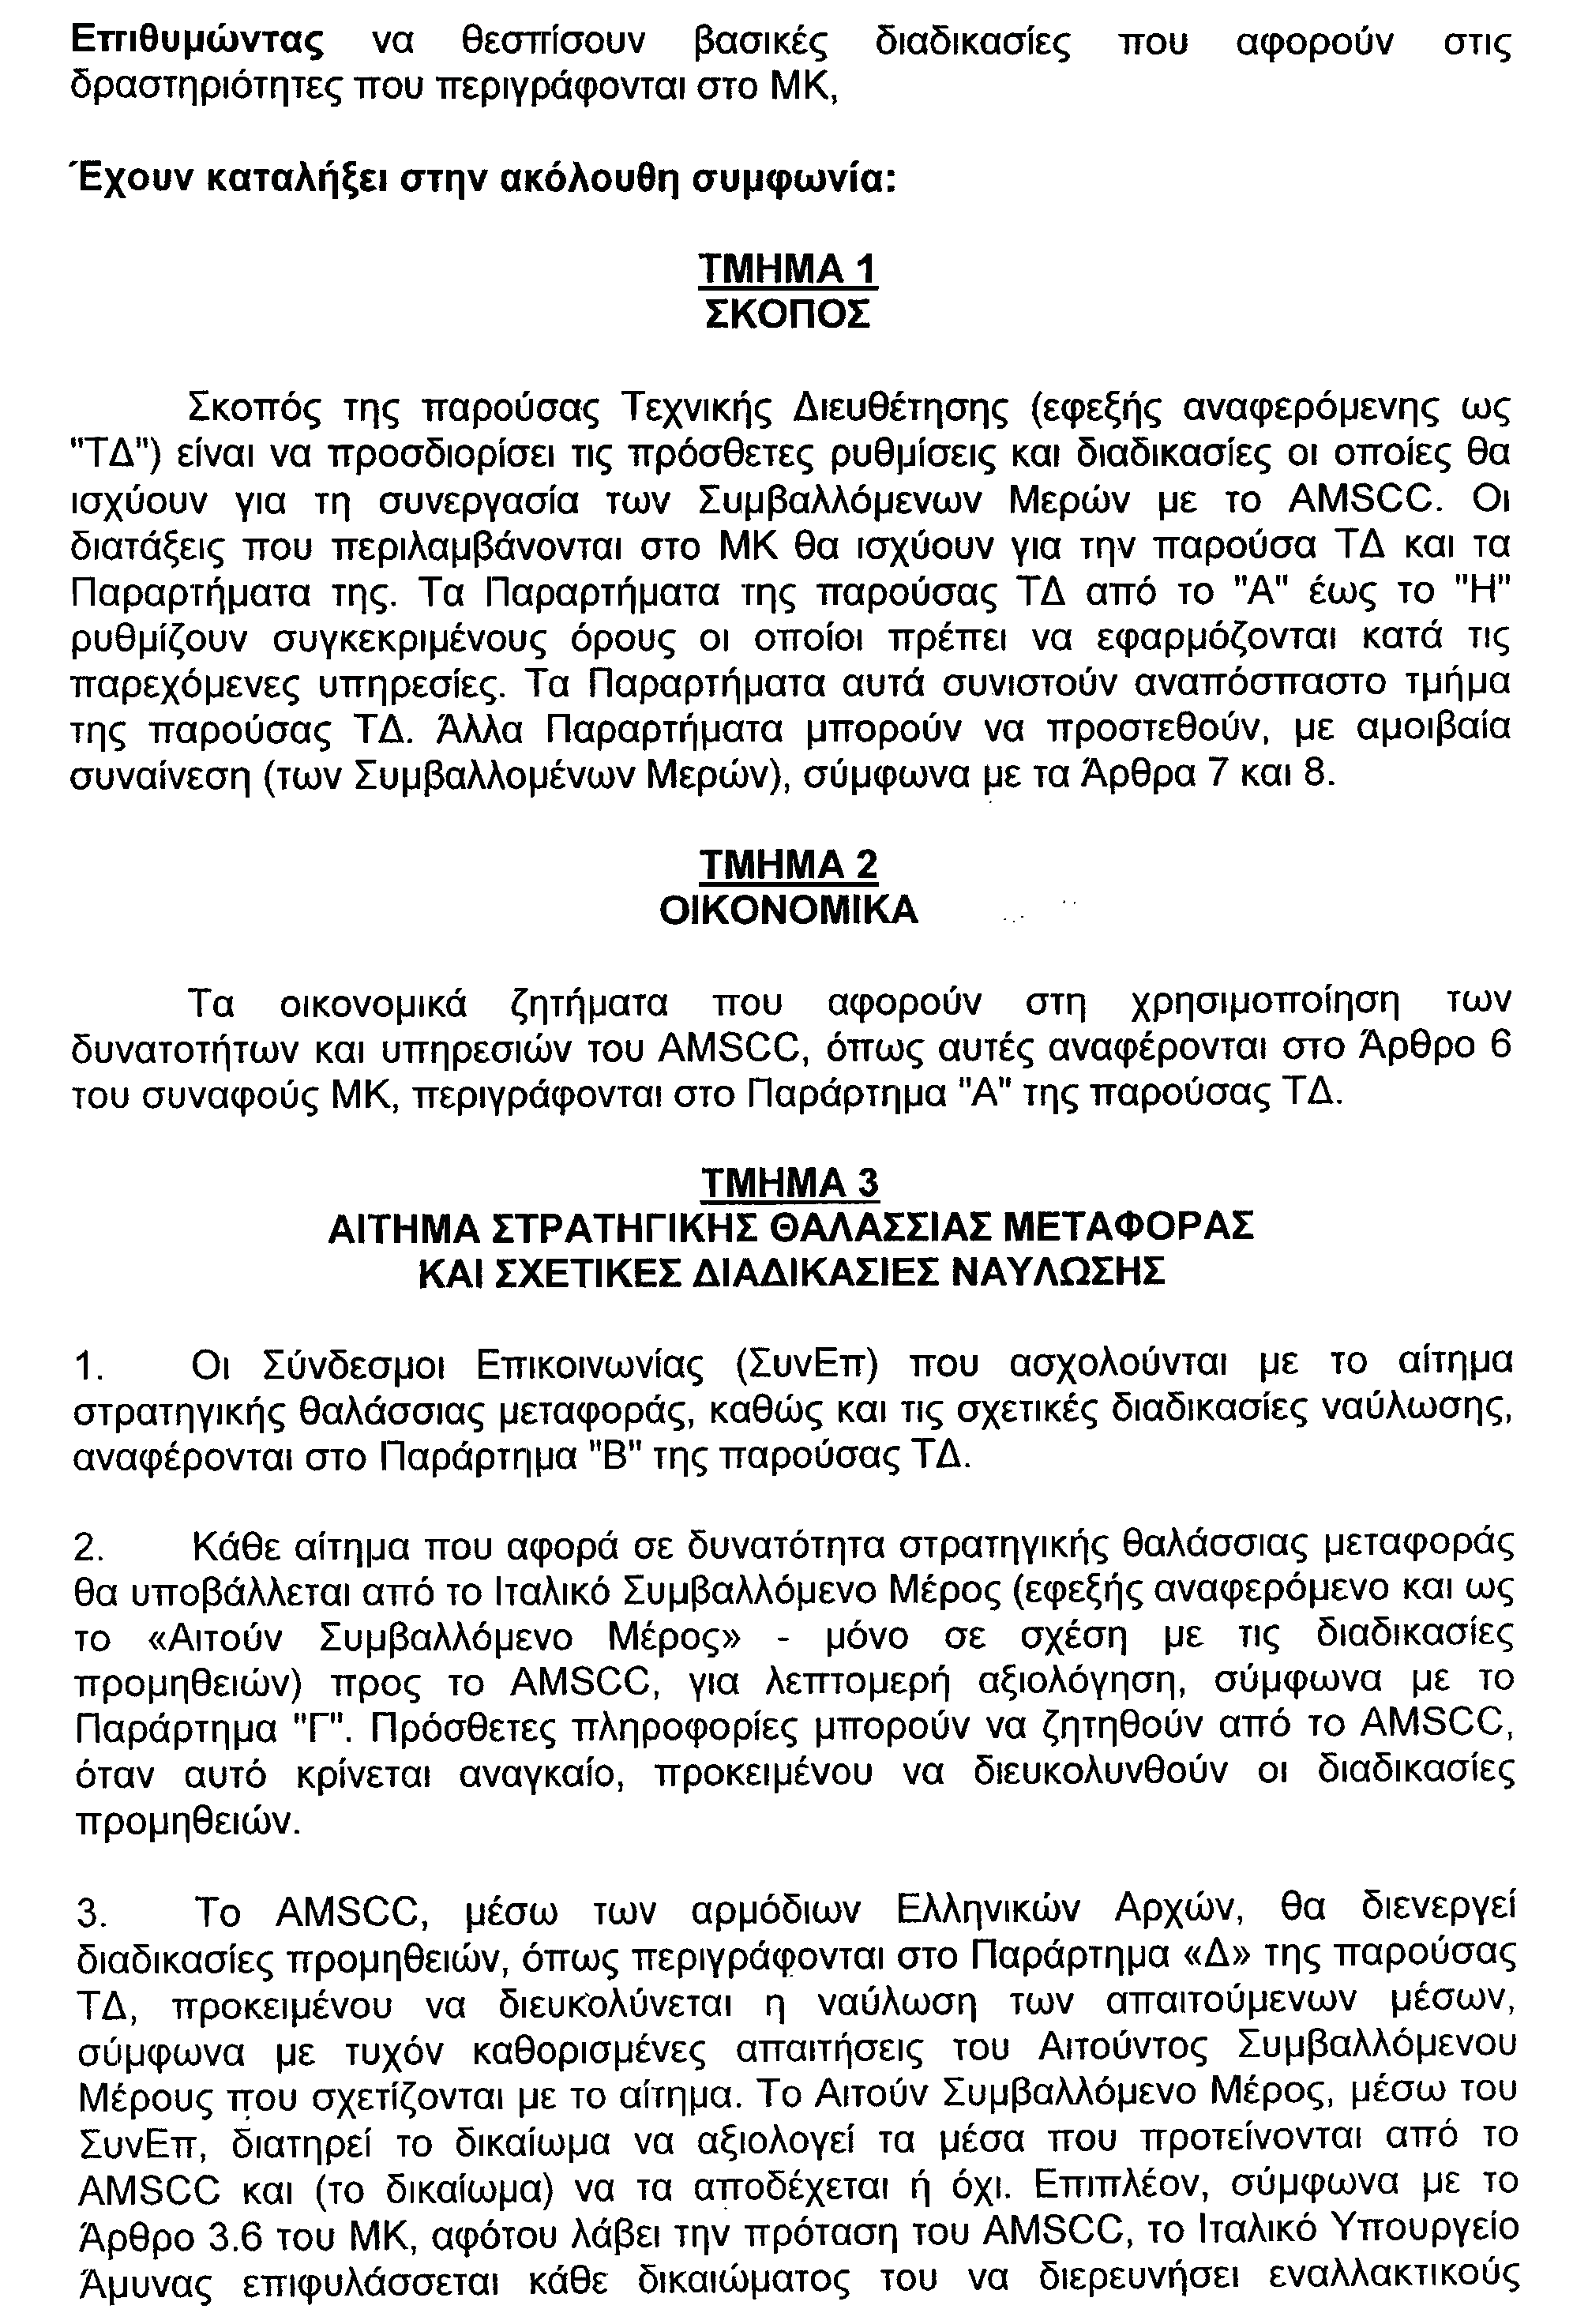 Επιθυμώντας να θεσπίσουν βασικές διαδικασίες που αφορούν στις
δραστηριότητες που περιγράφονται στο ΜΚ,
Έχουν καταλήξει στην ακόλουθη συμφωνία:
ΤΜΗΜΑ 1
ΣΚΟΠΟΣ
Σκοπός της παρούσας Τεχνικής Διευθέτησης (εφεξής αναφερόμενης ως
"ΤΔ") είναι να προσδιορίσει τις πρόσθετες ρυθμίσεις και διαδικασίες οι οποίες θα
ισχύουν για τη συνεργασία των Συμβαλλόμενων Μερών με το AMSCC. Οι
διατάξεις που περιλαμβάνονται στο ΜΚ θα ισχύουν για την παρούσα ΤΔ και τα
Παραρτήματα της. Τα Παραρτήματα της παρούσας ΤΔ από το "Α" έως το "Η"
ρυθμίζουν συγκεκριμένους όρους οι οποίοι πρέπει να εφαρμόζονται κατά τις
παρεχόμενες υπηρεσίες. Τα Παραρτήματα αυτά συνιστούν αναπόσπαστο τμήμα
της παρούσας ΤΔ. Άλλα Παραρτήματα μπορούν να προστεθούν, με αμοιβαία
συναίνεση (των Συμβαλλομένων Μερών), σύμφωνα με τα Άρθρα 7 και 8.
ΤΜΗΜΑ 2
ΟΙΚΟΝΟΜΙΚΑ
Τα οικονομικά ζητήματα που αφορούν στη χρησιμοποίηση των
δυνατοτήτων και υπηρεσιών του AMSCC, όπως αυτές αναφέρονται στο Άρθρο 6
του συναφούς ΜΚ, περιγράφονται στο Παράρτημα "Α" της παρούσας ΤΔ.
ΤΜΗΜΑ 3
ΑΙΤΗΜΑ ΣΤΡΑΤΗΓΙΚΗΣ ΘΑΛΑΣΣΙΑΣ ΜΕΤΑΦΟΡΑΣ
ΚΑΙ ΣΧΕΤΙΚΕΣ ΔΙΑΔΙΚΑΣΙΕΣ ΝΑΥΛΩΣΗΣ
1. Οι Σύνδεσμοι Επικοινωνίας (ΣυνΕπ) που ασχολούνται με το αίτημα
στρατηγικής θαλάσσιας μεταφοράς, καθώς και τις σχετικές διαδικασίες ναύλωσης,
αναφέρονται στο Παράρτημα "Β" της παρούσας ΤΔ.
2. Κάθε αίτημα που αφορά σε δυνατότητα στρατηγικής θαλάσσιας μεταφοράς
θα υποβάλλεται από το Ιταλικό Συμβαλλόμενο Μέρος (εφεξής αναφερόμενο και ως
το «Αιτούν Συμβαλλόμενο Μέρος» - μόνο σε σχέση με τις διαδικασίες
προμηθειών) προς το AMSCC, για λεπτομερή αξιολόγηση, σύμφωνα με το
Παράρτημα "Γ". Πρόσθετες πληροφορίες μπορούν να ζητηθούν από το AMSCC,
όταν αυτό κρίνεται αναγκαίο, προκειμένου να διευκολυνθούν οι διαδικασίες
προμηθειών.
3. Το AMSCC, μέσω των αρμόδιων Ελληνικών Αρχών, θα διενεργεί
διαδικασίες προμηθειών, όπως περιγράφονται στο Παράρτημα «Δ» της παρούσας
ΤΔ, προκειμένου να διευκολύνεται η ναύλωση των απαιτούμενων μέσων,
σύμφωνα με τυχόν καθορισμένες απαιτήσεις του Αιτούντος Συμβαλλόμενου
Μέρους που σχετίζονται με το αίτημα. Το Αιτούν Συμβαλλόμενο Μέρος, μέσω του
ΣυνΕπ, διατηρεί το δικαίωμα να αξιολογεί τα μέσα που προτείνονται από το
AMSCC και (το δικαίωμα) να τα αποδέχεται ή όχι. Επιπλέον, σύμφωνα με το
Άρθρο 3.6 του ΜΚ, αφότου λάβει την πρόταση του AMSCC, το Ιταλικό Υπουργείο
Άμυνας επιφυλάσσεται κάθε δικαιώματος του να διερευνήσει εναλλακτικούς